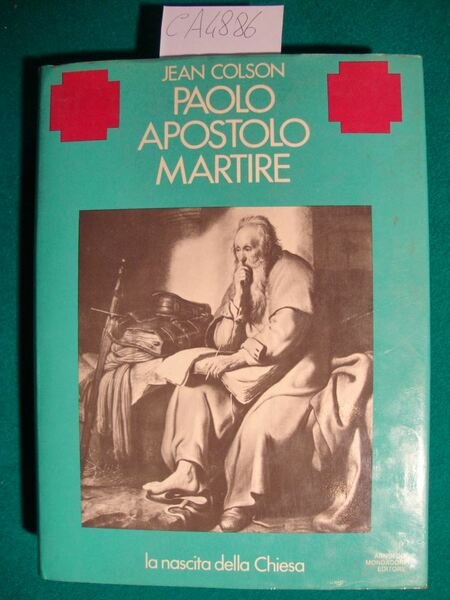 CA4886
JEAN COLSON
PAOLO
APOSTOLO
MARTIRE
la nascita della Chiesa
ARNOLDO
MONDADORI
EDITORE